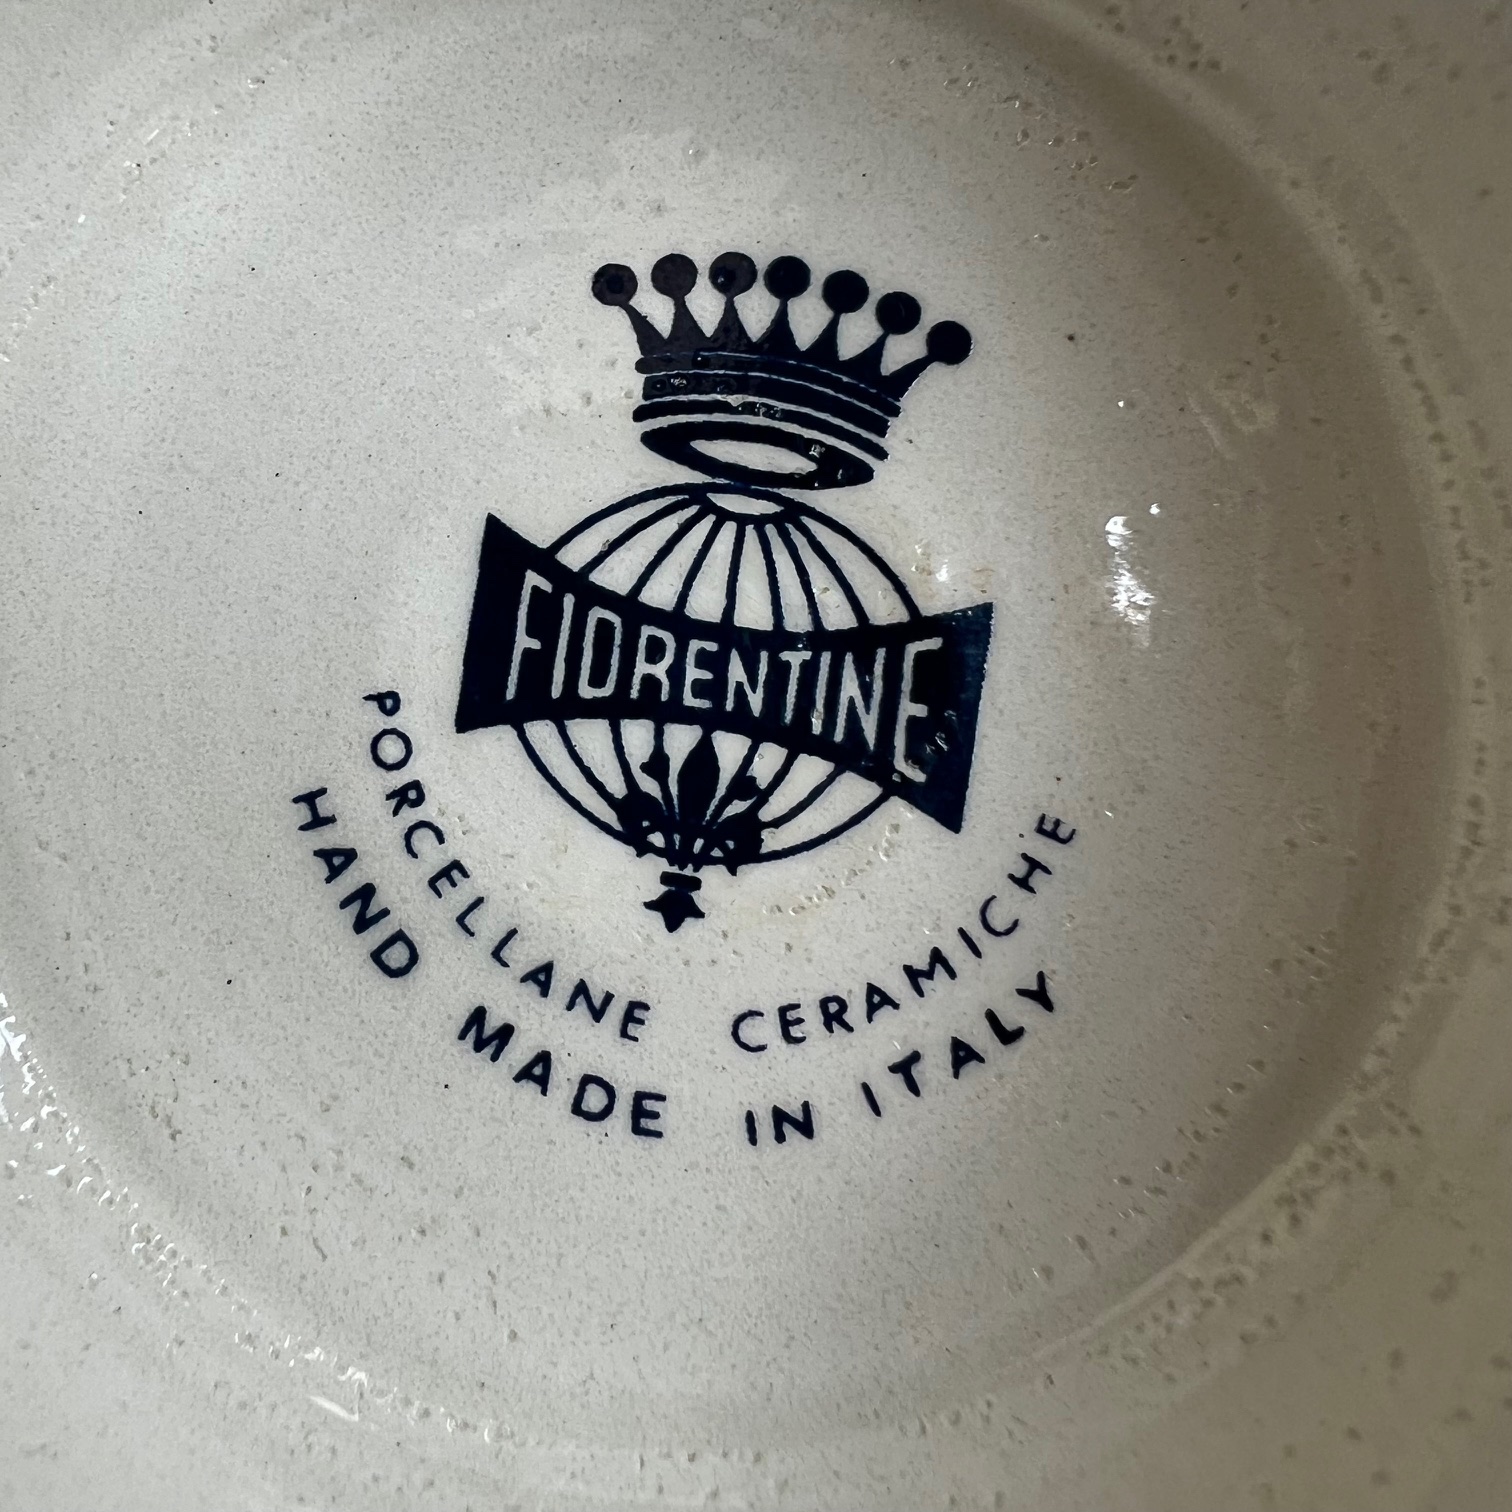 FIORENTINE
PORCELLANE CERAMICHE
HAND MADE IN ITALY